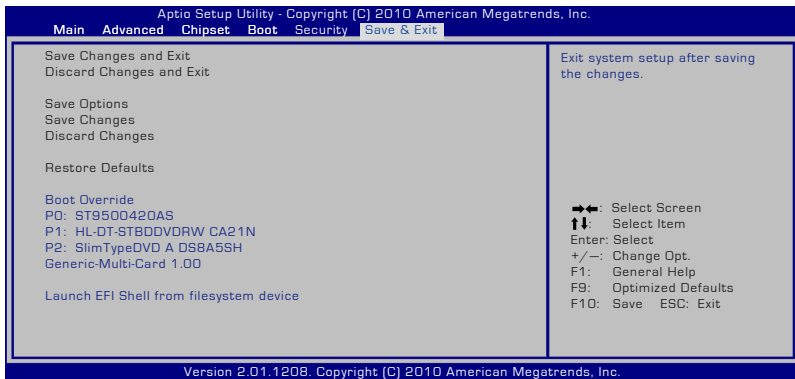 Aptio Setup Utility - Copyright (C) 2010 American Megatrends, Inc.
Main Advanced Chipset Boot Security Save & Exit
Save Changes and Exit
Discard Changes and Exit
Save Options
Save Changes
Discard Changes
Restore Defaults
Boot Override
P0: ST9500420AS
P1: HL-DT-STBDDVDRW CA21N
P2: SlimTypeDVD A DS8A5SH
Generic-Multi-Card 1.00
Launch EFI Shell from filesystem device
Exit system setup after saving
the changes.
→←: Select Screen
↑↓: Select Item
Enter: Select
+/–: Change Opt.
F1: General Help
F9: Optimized Defaults
F10: Save ESC: Exit
Version 2.01.1208. Copyright (C) 2010 American Megatrends, Inc.